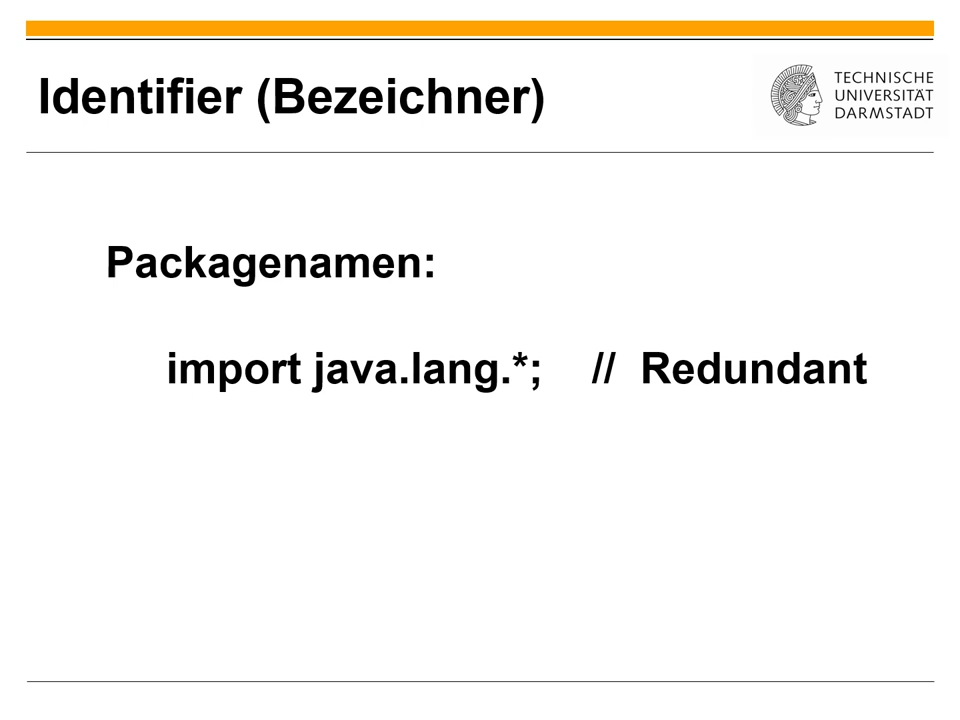 Identifier (Bezeichner)
TECHNISCHE
UNIVERSITÄT
DARMSTADT
Packagenamen:
import java.lang.*; // Redundant